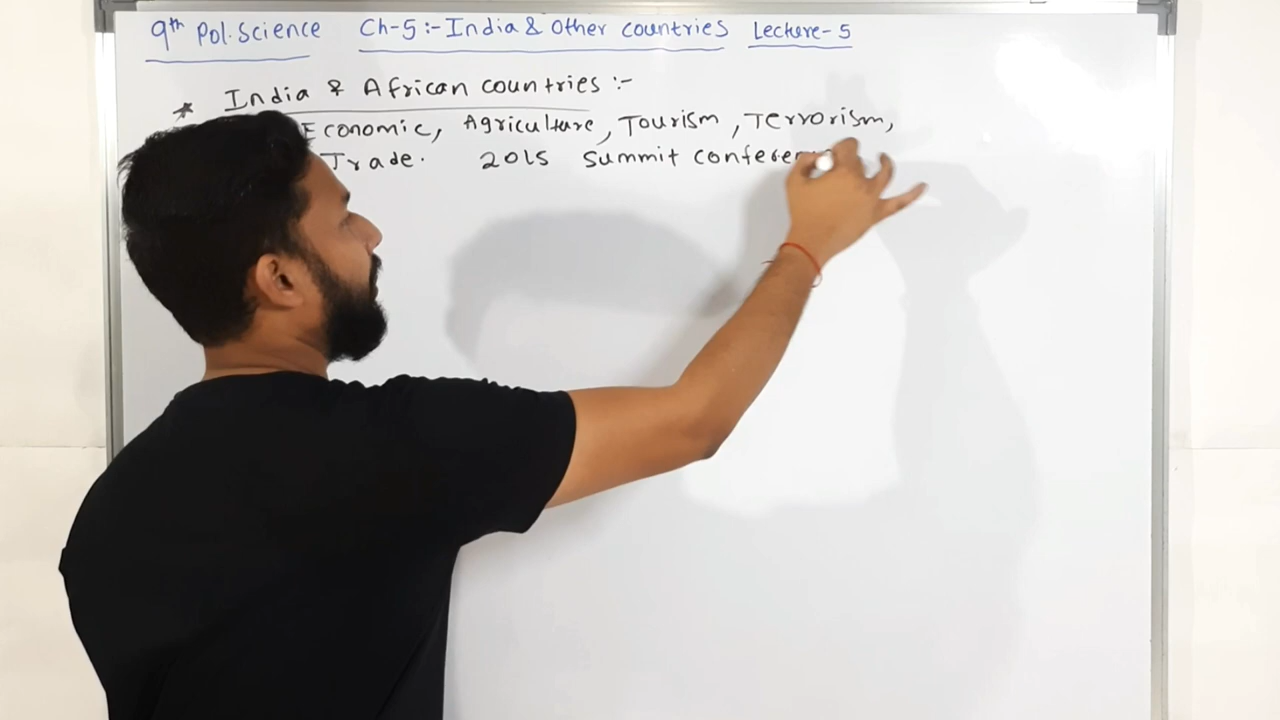 9th Pol.Science Ch-5:-India & Other countries Lecture-5
* India & African countries :-
Economic, Agriculture, Tourism, Terrorism,
Trade. 2015 Summit